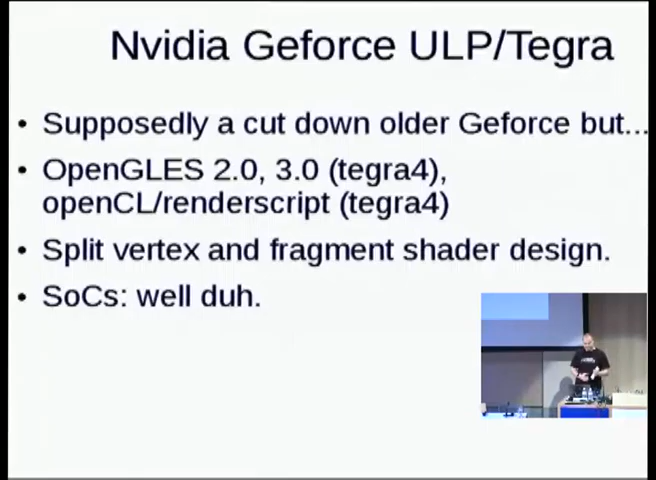 Nvidia Geforce ULP/Tegra
• Supposedly a cut down older Geforce but...
• OpenGLES 2.0, 3.0 (tegra4),
openCL/renderscript (tegra4)
• Split vertex and fragment shader design.
• SoCs: well duh.